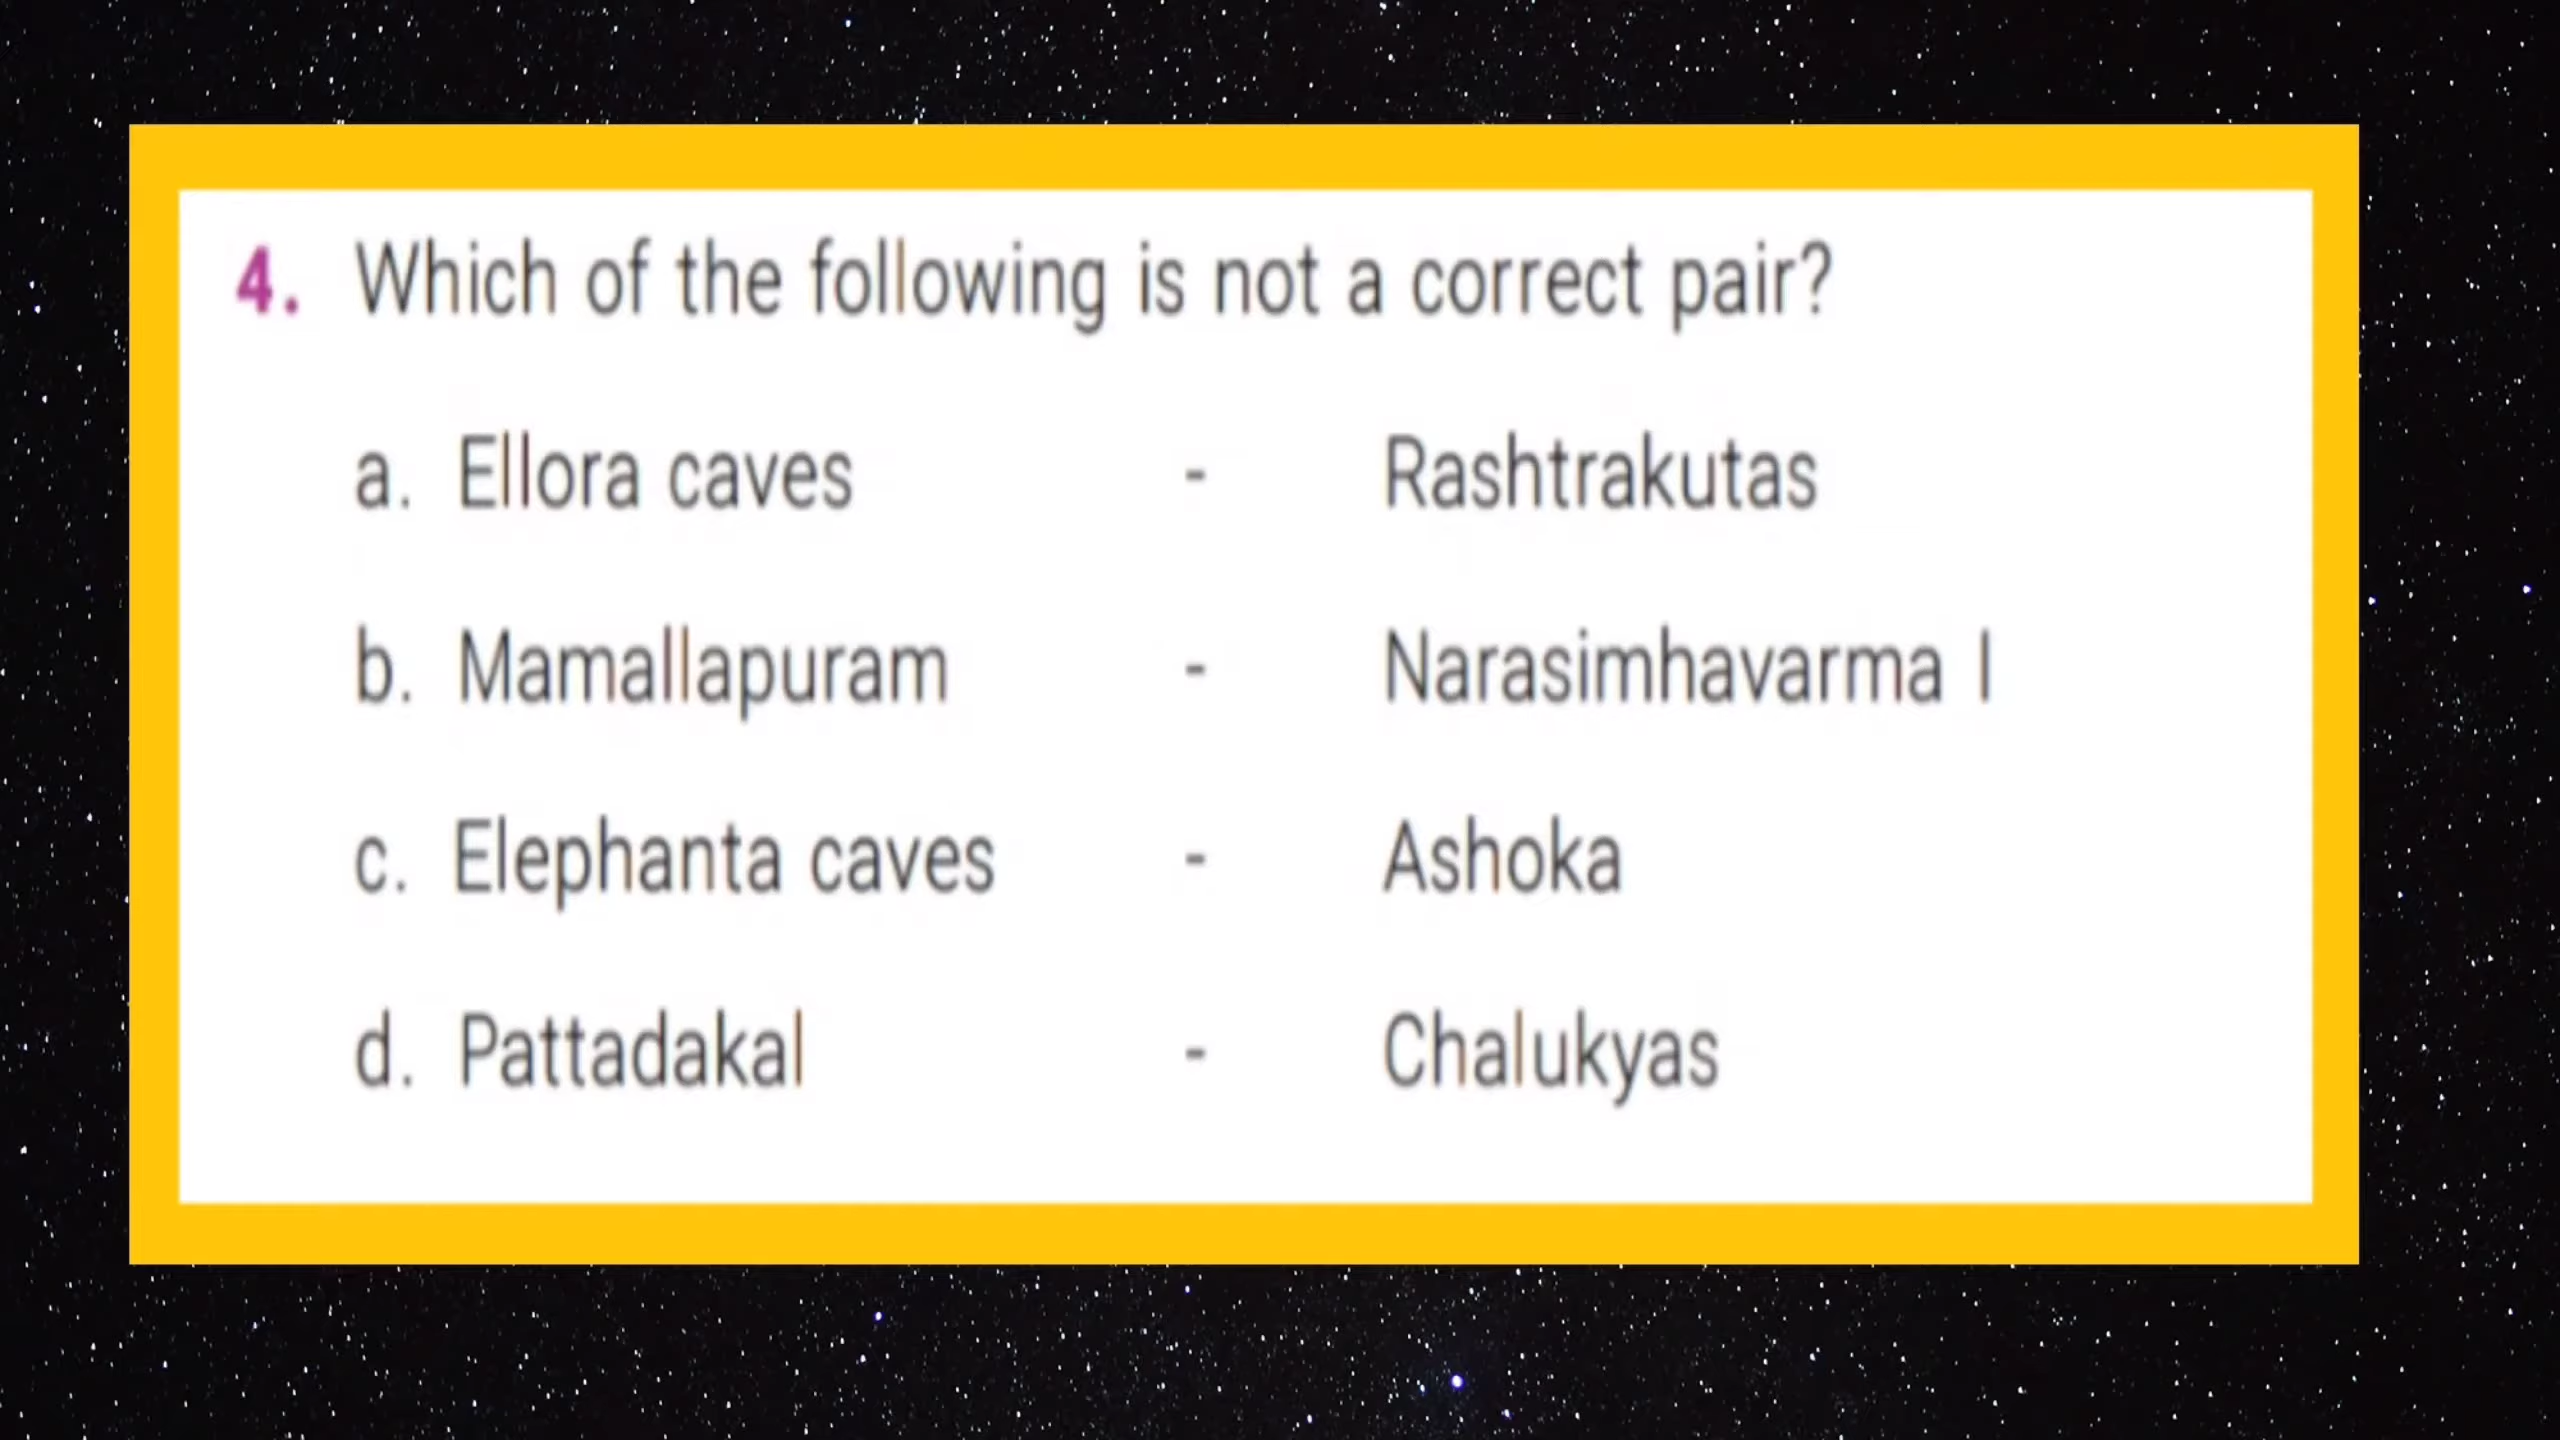 4. Which of the following is not a correct pair?
a. Ellora caves - Rashtrakutas
b. Mamallapuram - Narasimhavarma I
c. Elephanta caves - Ashoka
d. Pattadakal - Chalukyas